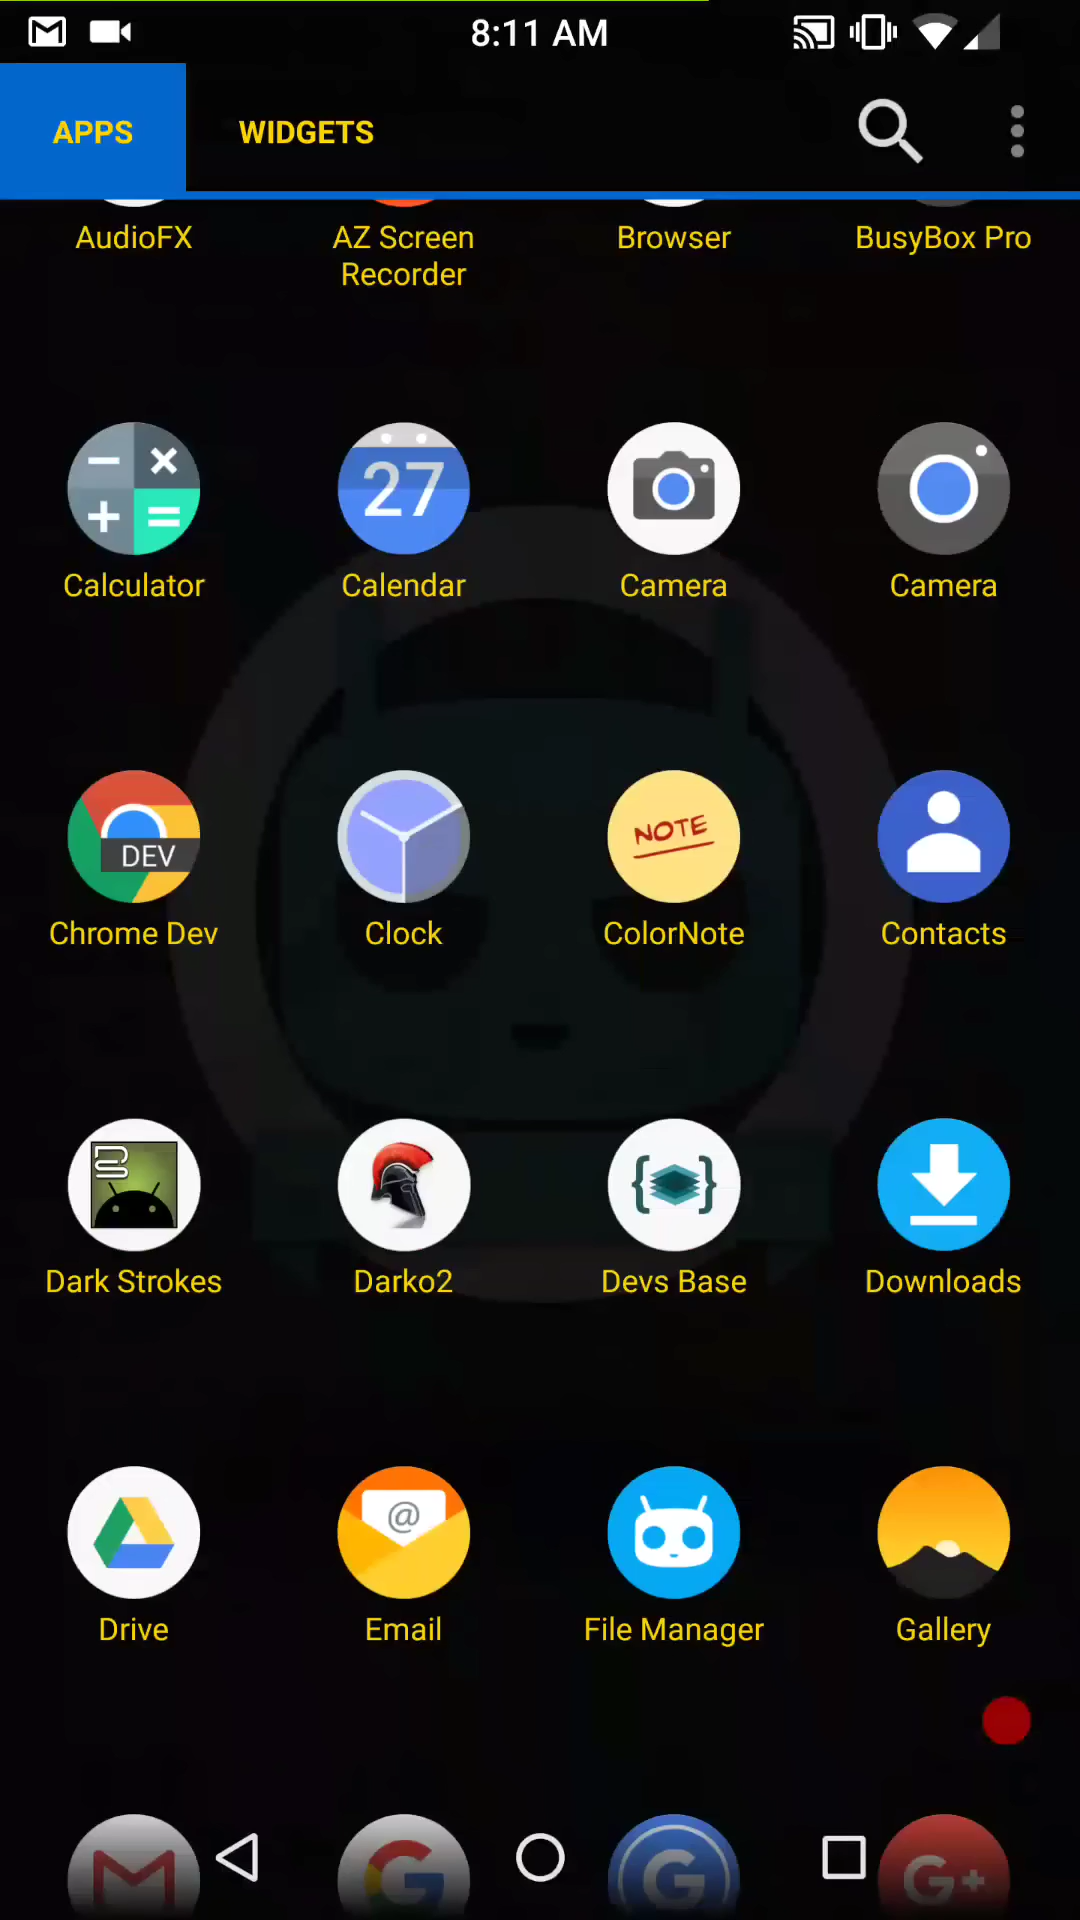 8:11 AM
APPS WIDGETS
AudioFX AZ Screen Browser BusyBox Pro
Recorder
27
Calculator Calendar Camera Camera
DEV NOTE
Chrome Dev Clock ColorNote Contacts
DS
Dark Strokes Darko2 Devs Base Downloads
@
Drive Email File Manager Gallery
G G G+